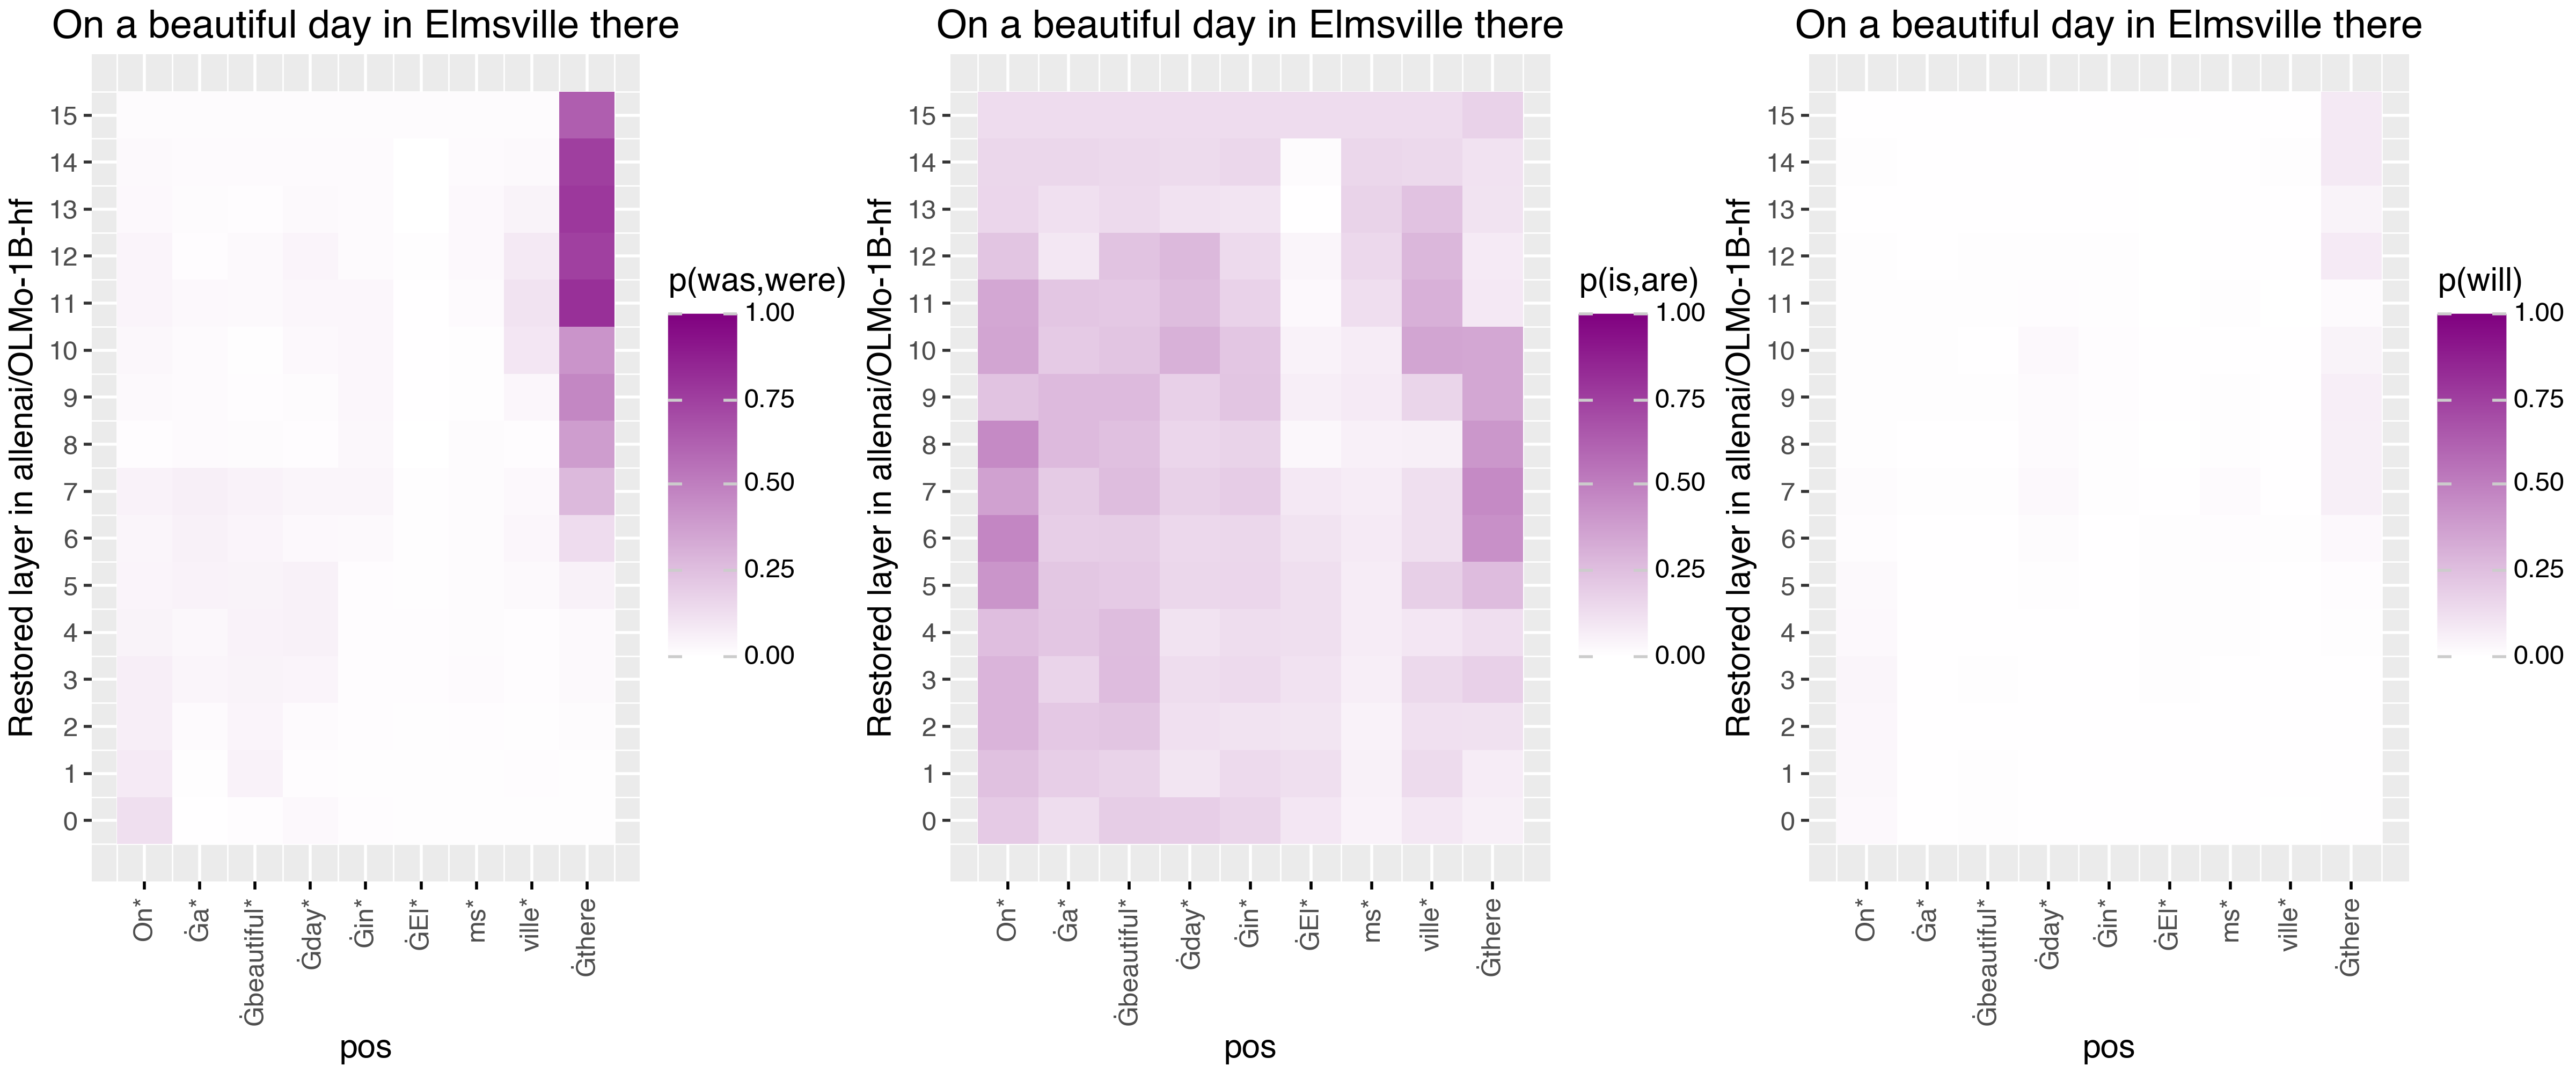 On a beautiful day in Elmsville there
Restored layer in allenai/OLMo-1B-hf
15
14
13
12
11
10
9
8
7
6
5
4
3
2
1
0
On*
Ġa*
Ġbeautiful*
Ġday*
Ġin*
ĠEl*
ms*
ville*
Ġthere
pos
p(was,were)
1.00
0.75
0.50
0.25
0.00
On a beautiful day in Elmsville there
Restored layer in allenai/OLMo-1B-hf
15
14
13
12
11
10
9
8
7
6
5
4
3
2
1
0
On*
Ġa*
Ġbeautiful*
Ġday*
Ġin*
ĠEl*
ms*
ville*
Ġthere
pos
p(is,are)
1.00
0.75
0.50
0.25
0.00
On a beautiful day in Elmsville there
Restored layer in allenai/OLMo-1B-hf
15
14
13
12
11
10
9
8
7
6
5
4
3
2
1
0
On*
Ġa*
Ġbeautiful*
Ġday*
Ġin*
ĠEl*
ms*
ville*
Ġthere
pos
p(will)
1.00
0.75
0.50
0.25
0.00